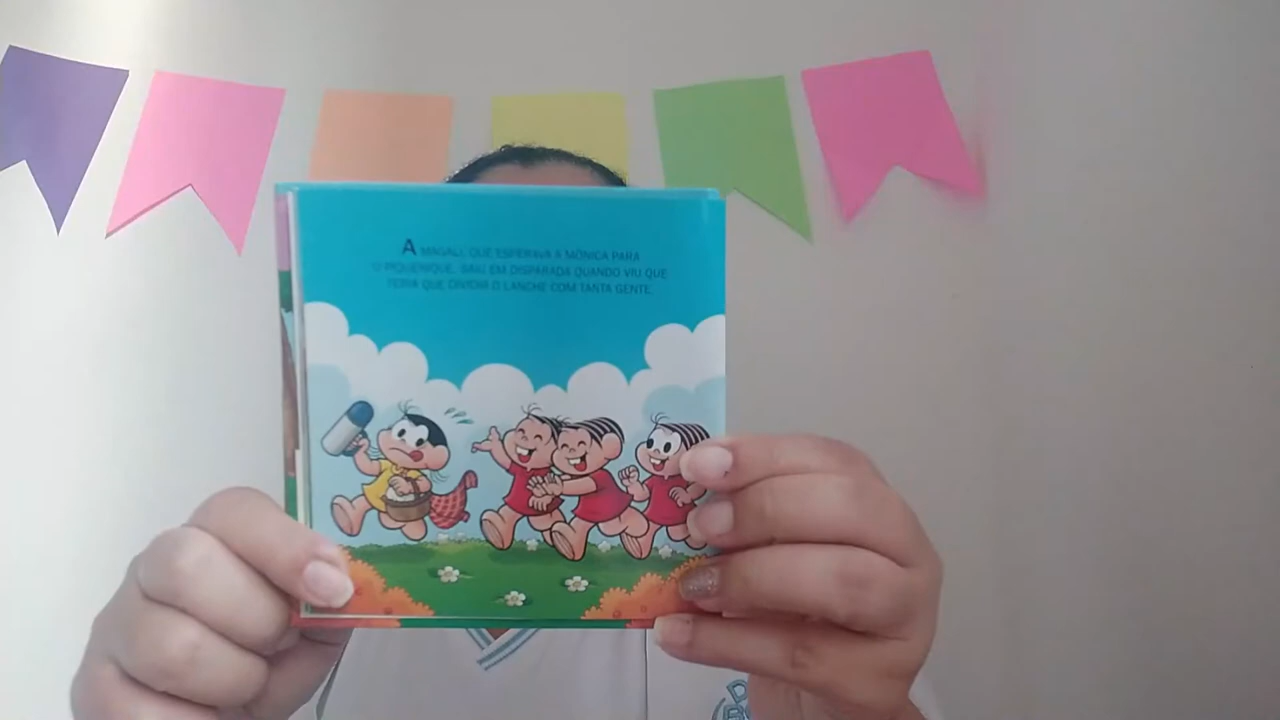 A MAGALI, QUE ESPERAVA A MÔNICA PARA
O PIQUENIQUE, SAIU EM DISPARADA QUANDO VIU QUE
TERIA QUE DIVIDIR O LANCHE COM TANTA GENTE.